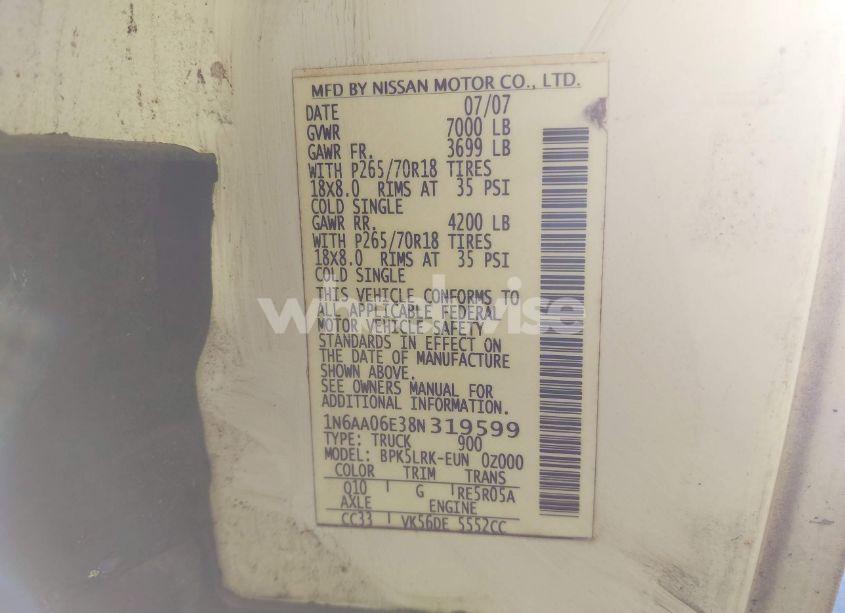 MFD BY NISSAN MOTOR CO., LTD.
DATE 07/07
GVWR 7000 LB
GAWR FR. 3699 LB
WITH P265/70R18 TIRES
18X8.0 RIMS AT 35 PSI
COLD SINGLE
GAWR RR. 4200 LB
WITH P265/70R18 TIRES
18X8.0 RIMS AT 35 PSI
COLD SINGLE
THIS VEHICLE CONFORMS TO
ALL APPLICABLE FEDERAL
MOTOR VEHICLE SAFETY
STANDARDS IN EFFECT ON
THE DATE OF MANUFACTURE
SHOWN ABOVE.
SEE OWNERS MANUAL FOR
ADDITIONAL INFORMATION.
1N6AA06E38N319599
TYPE: TRUCK 900
MODEL: BPK5LRK-EUN 0Z000
COLOR TRIM TRANS
Q10 G RE5R05A
AXLE ENGINE
CC33 VK56DE 5552CC
wheelwise